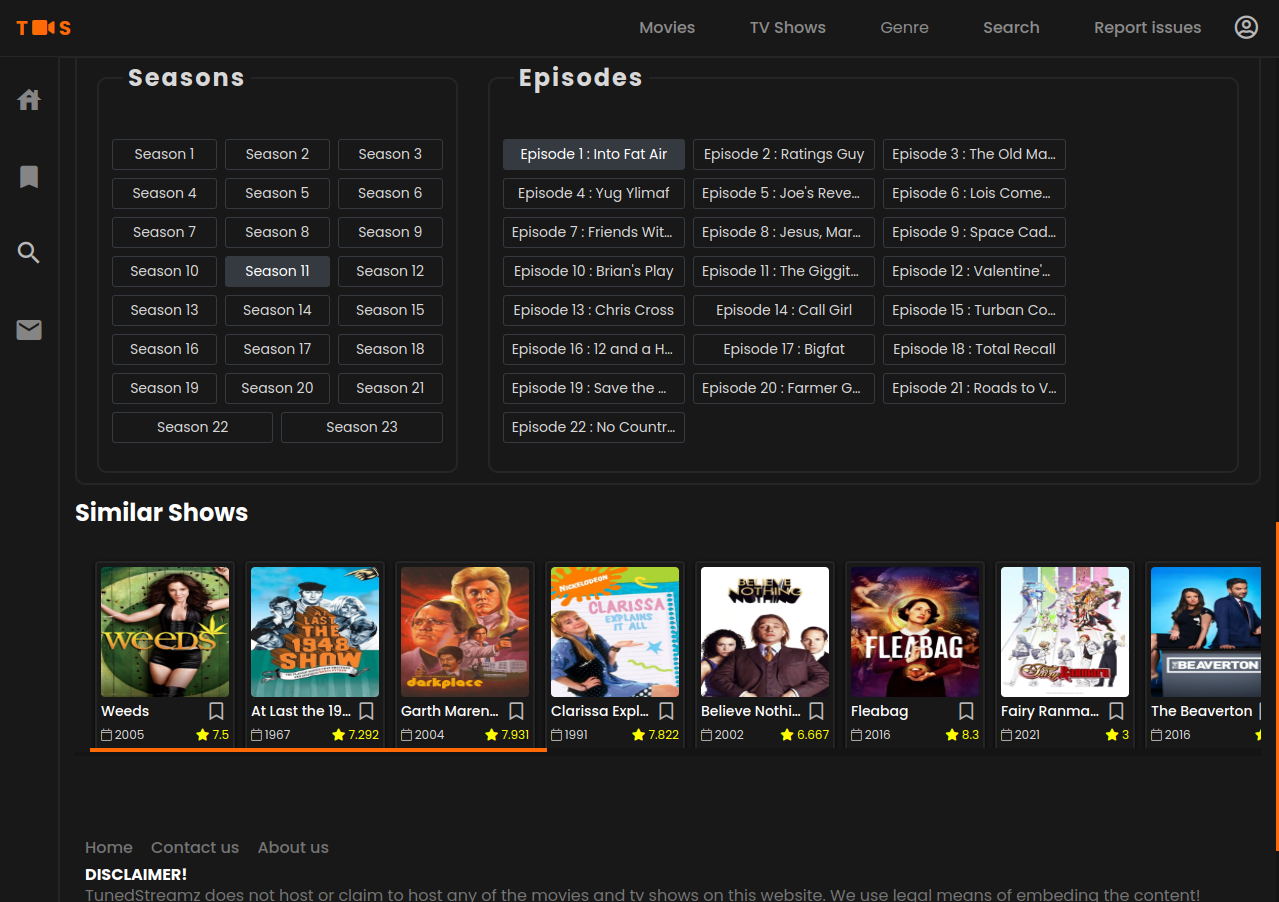 T S
Movies TV Shows Genre Search Report issues
Seasons
Season 1 Season 2 Season 3
Season 4 Season 5 Season 6
Season 7 Season 8 Season 9
Season 10 Season 11 Season 12
Season 13 Season 14 Season 15
Season 16 Season 17 Season 18
Season 19 Season 20 Season 21
Season 22 Season 23
Episodes
Episode 1 : Into Fat Air Episode 2 : Ratings Guy Episode 3 : The Old Ma...
Episode 4 : Yug Ylimaf Episode 5 : Joe's Reve... Episode 6 : Lois Come...
Episode 7 : Friends Wit... Episode 8 : Jesus, Mar... Episode 9 : Space Cad...
Episode 10 : Brian's Play Episode 11 : The Giggit... Episode 12 : Valentine'...
Episode 13 : Chris Cross Episode 14 : Call Girl Episode 15 : Turban Co...
Episode 16 : 12 and a H... Episode 17 : Bigfat Episode 18 : Total Recall
Episode 19 : Save the ... Episode 20 : Farmer G... Episode 21 : Roads to V...
Episode 22 : No Countr...
Similar Shows
WEEDS
AT LAST THE 1948 SHOW
darkplace
NICKELODEON
CLARISSA
EXPLAINS
IT ALL
BELIEVE
NOTHING
FLEABAG
Fairy Ranmaru
THE BEAVERTON
Weeds At Last the 19... Garth Maren... Clarissa Expl... Believe Nothi... Fleabag Fairy Ranma... The Beaverton
2005 7.5 1967 7.292 2004 7.931 1991 7.822 2002 6.667 2016 8.3 2021 3 2016
Home Contact us About us
DISCLAIMER!
TunedStreamz does not host or claim to host any of the movies and tv shows on this website. We use legal means of embeding the content!